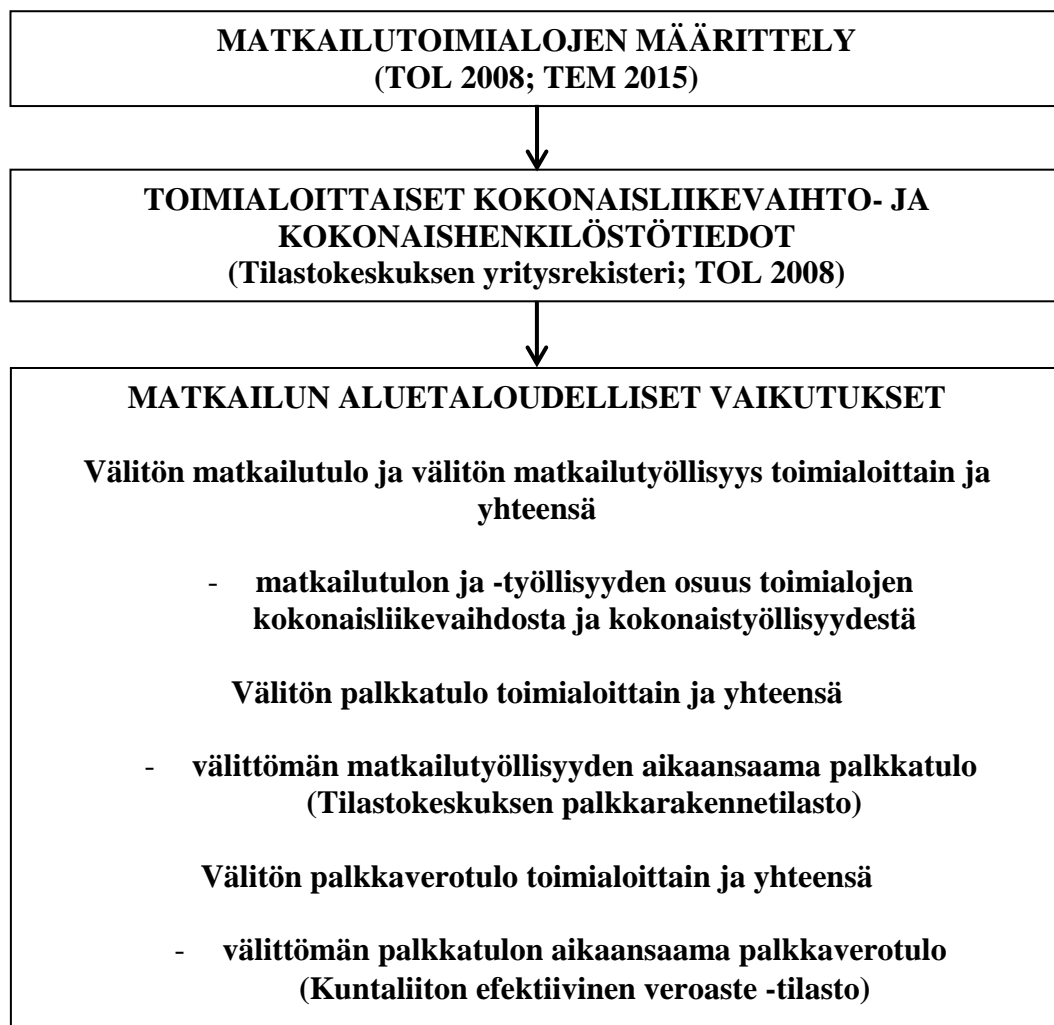 MATKAILUTOIMIALOJEN MÄÄRITTELY
(TOL 2008; TEM 2015)
TOIMIALOITTAISET KOKONAISLIIKEVAIHTO- JA
KOKONAISHENKILÖSTÖTIEDOT
(Tilastokeskuksen yritysrekisteri; TOL 2008)
MATKAILUN ALUETALOUDELLISET VAIKUTUKSET
Välitön matkailutulo ja välitön matkailutyöllisyys toimialoittain ja
yhteensä
- matkailutulon ja -työllisyyden osuus toimialojen
kokonaisliikevaihdosta ja kokonaistyöllisyydestä
Välitön palkkatulo toimialoittain ja yhteensä
- välittömän matkailutyöllisyyden aikaansaama palkkatulo
(Tilastokeskuksen palkkarakennetilasto)
Välitön palkkaverotulo toimialoittain ja yhteensä
- välittömän palkkatulon aikaansaama palkkaverotulo
(Kuntaliiton efektiivinen veroaste -tilasto)